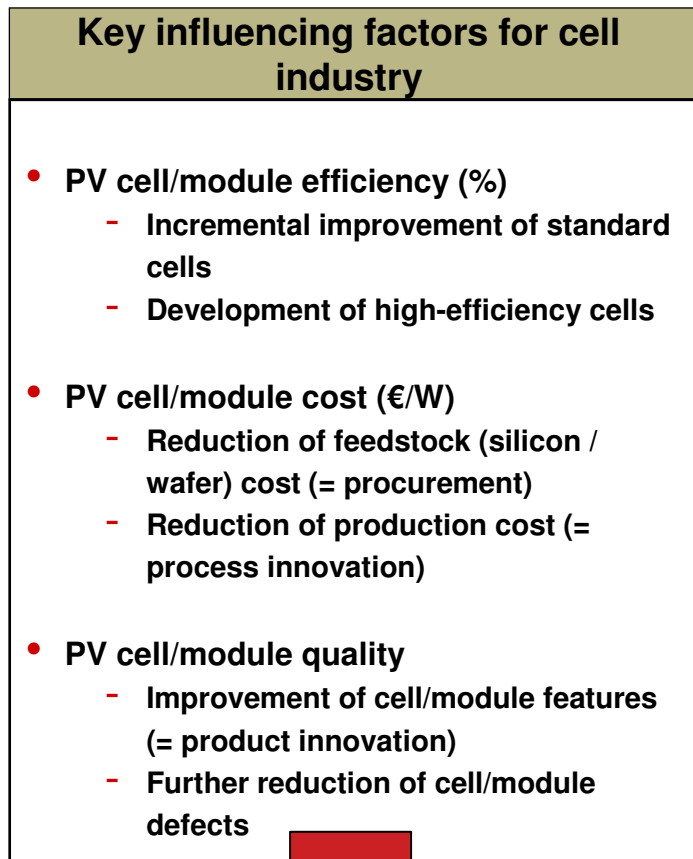 Key influencing factors for cell
industry
• PV cell/module efficiency (%)
- Incremental improvement of standard
cells
- Development of high-efficiency cells
• PV cell/module cost (€/W)
- Reduction of feedstock (silicon /
wafer) cost (= procurement)
- Reduction of production cost (=
process innovation)
• PV cell/module quality
- Improvement of cell/module features
(= product innovation)
- Further reduction of cell/module
defects